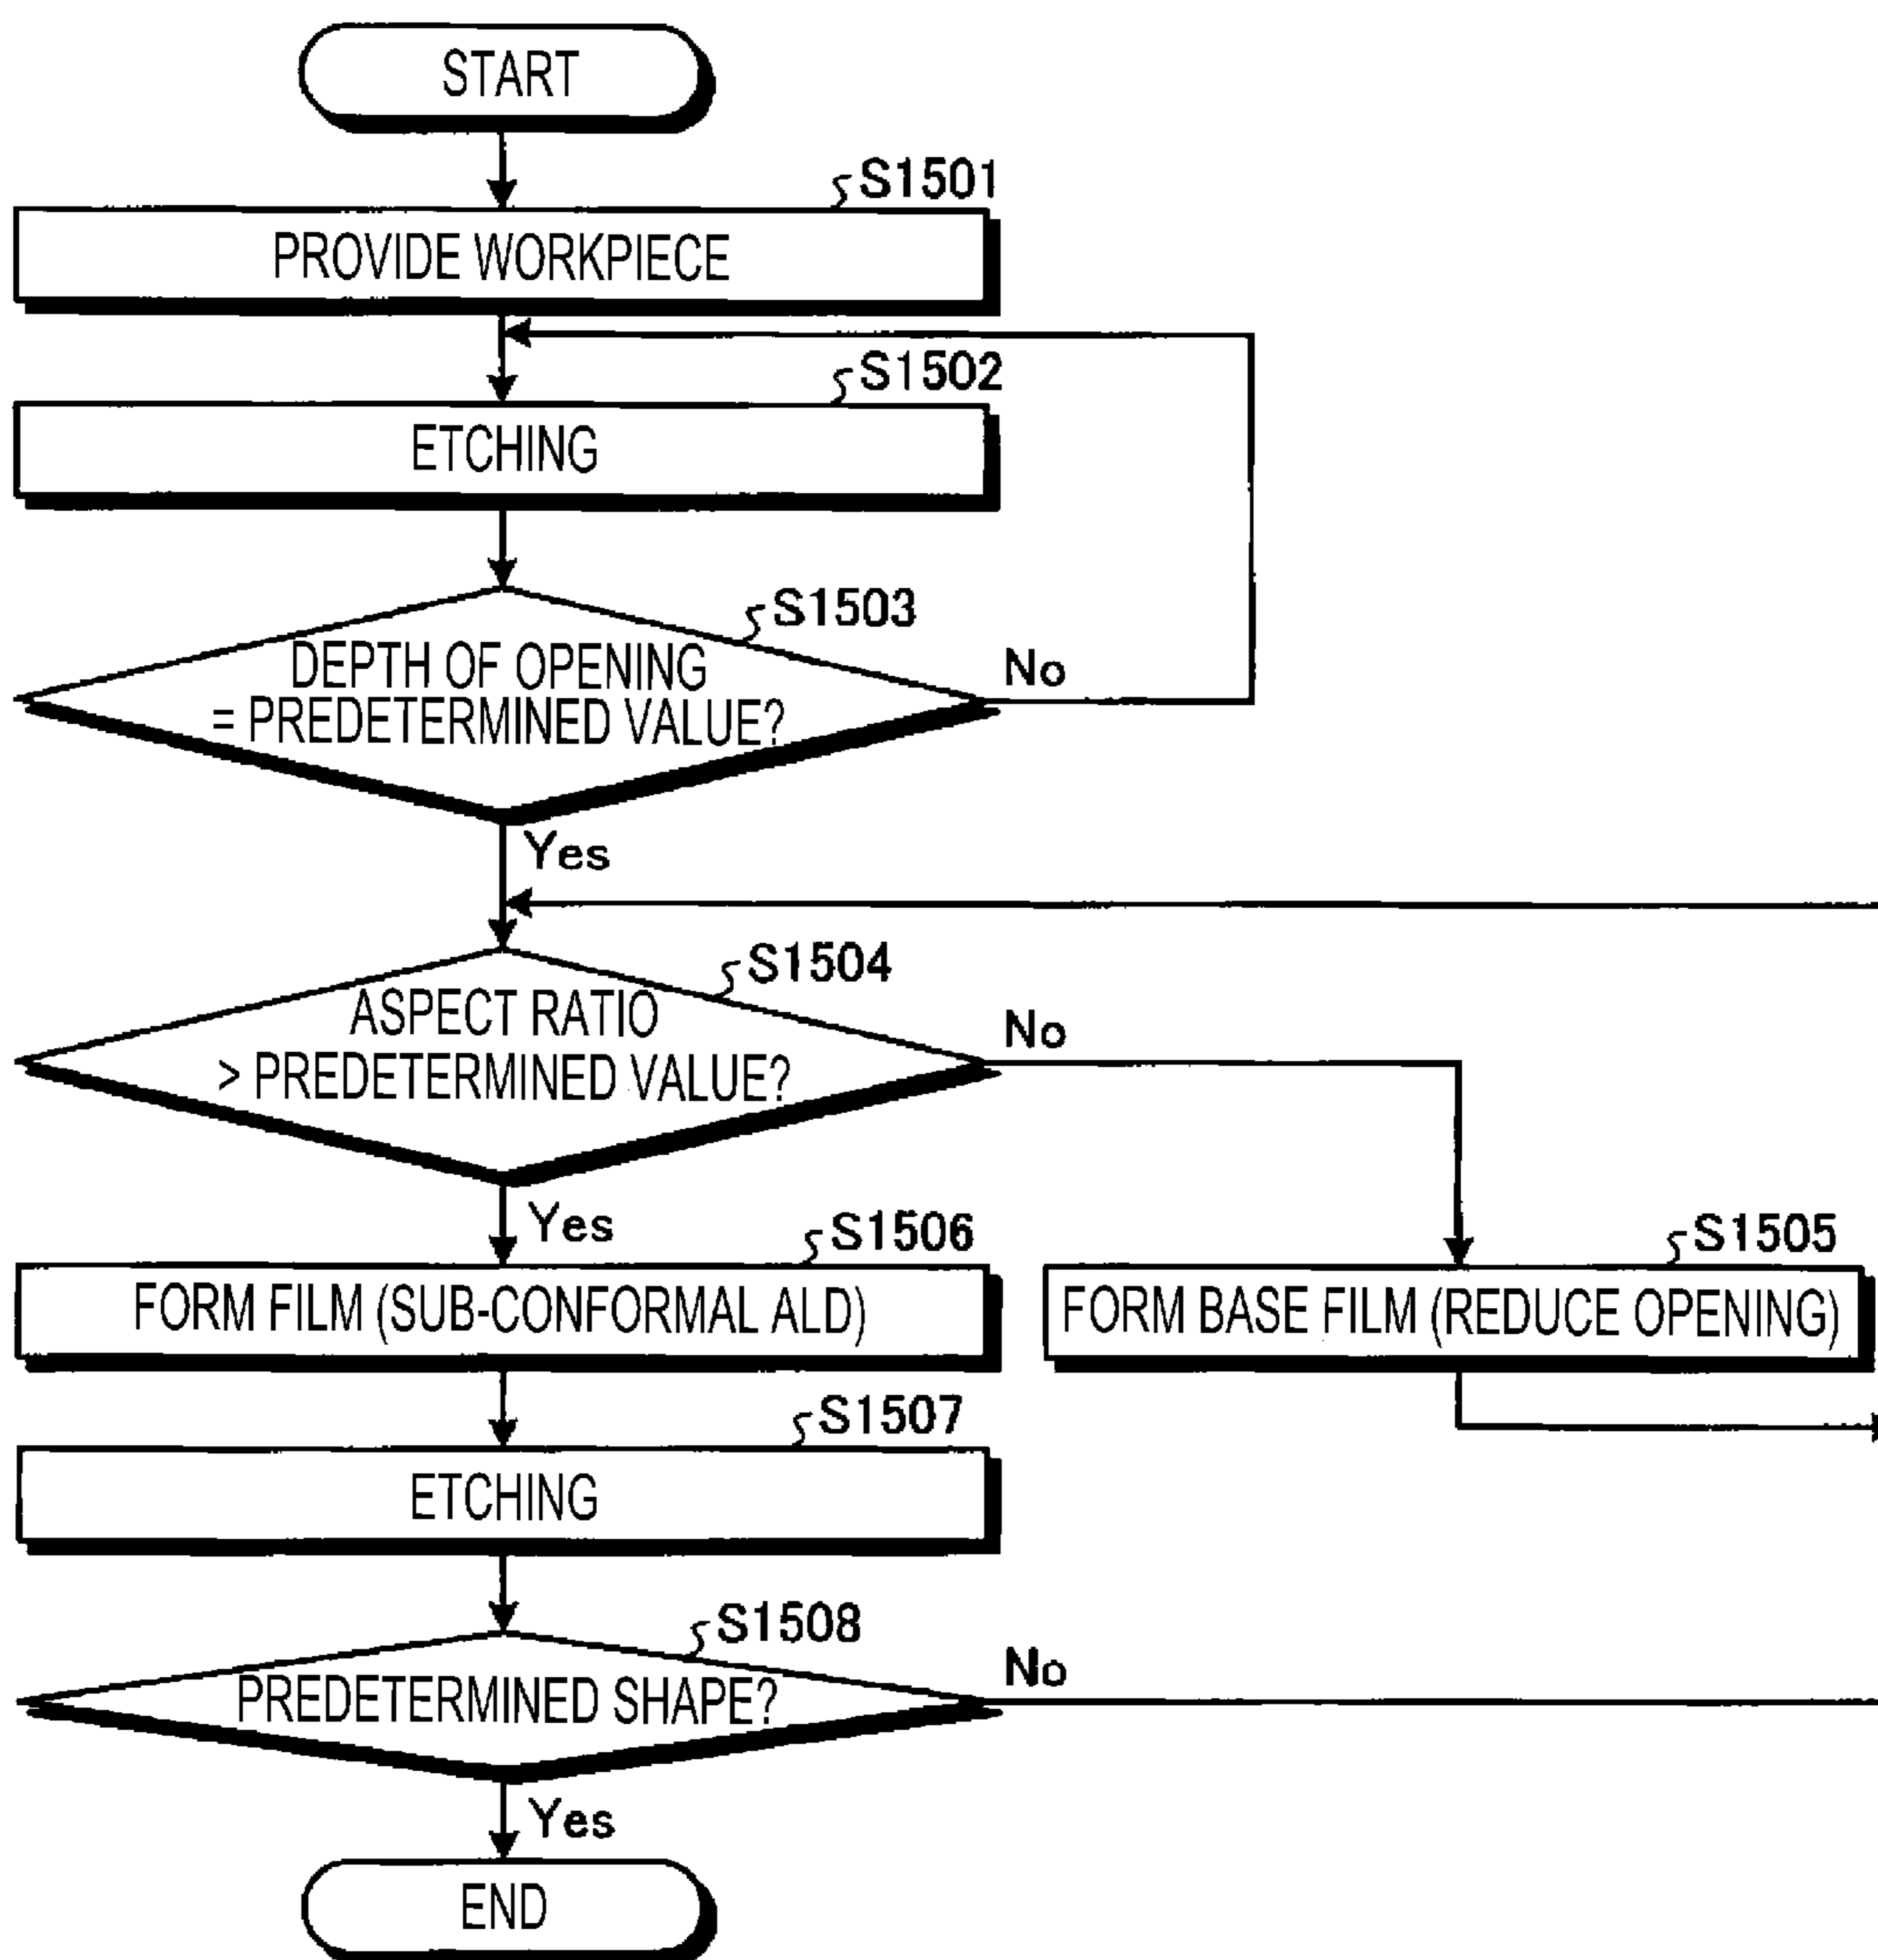 START
S1501
PROVIDE WORKPIECE
S1502
ETCHING
S1503
DEPTH OF OPENING
= PREDETERMINED VALUE?
No
Yes
S1504
ASPECT RATIO
> PREDETERMINED VALUE?
No
Yes
S1506
FORM FILM (SUB-CONFORMAL ALD)
S1505
FORM BASE FILM (REDUCE OPENING)
S1507
ETCHING
S1508
PREDETERMINED SHAPE?
No
Yes
END